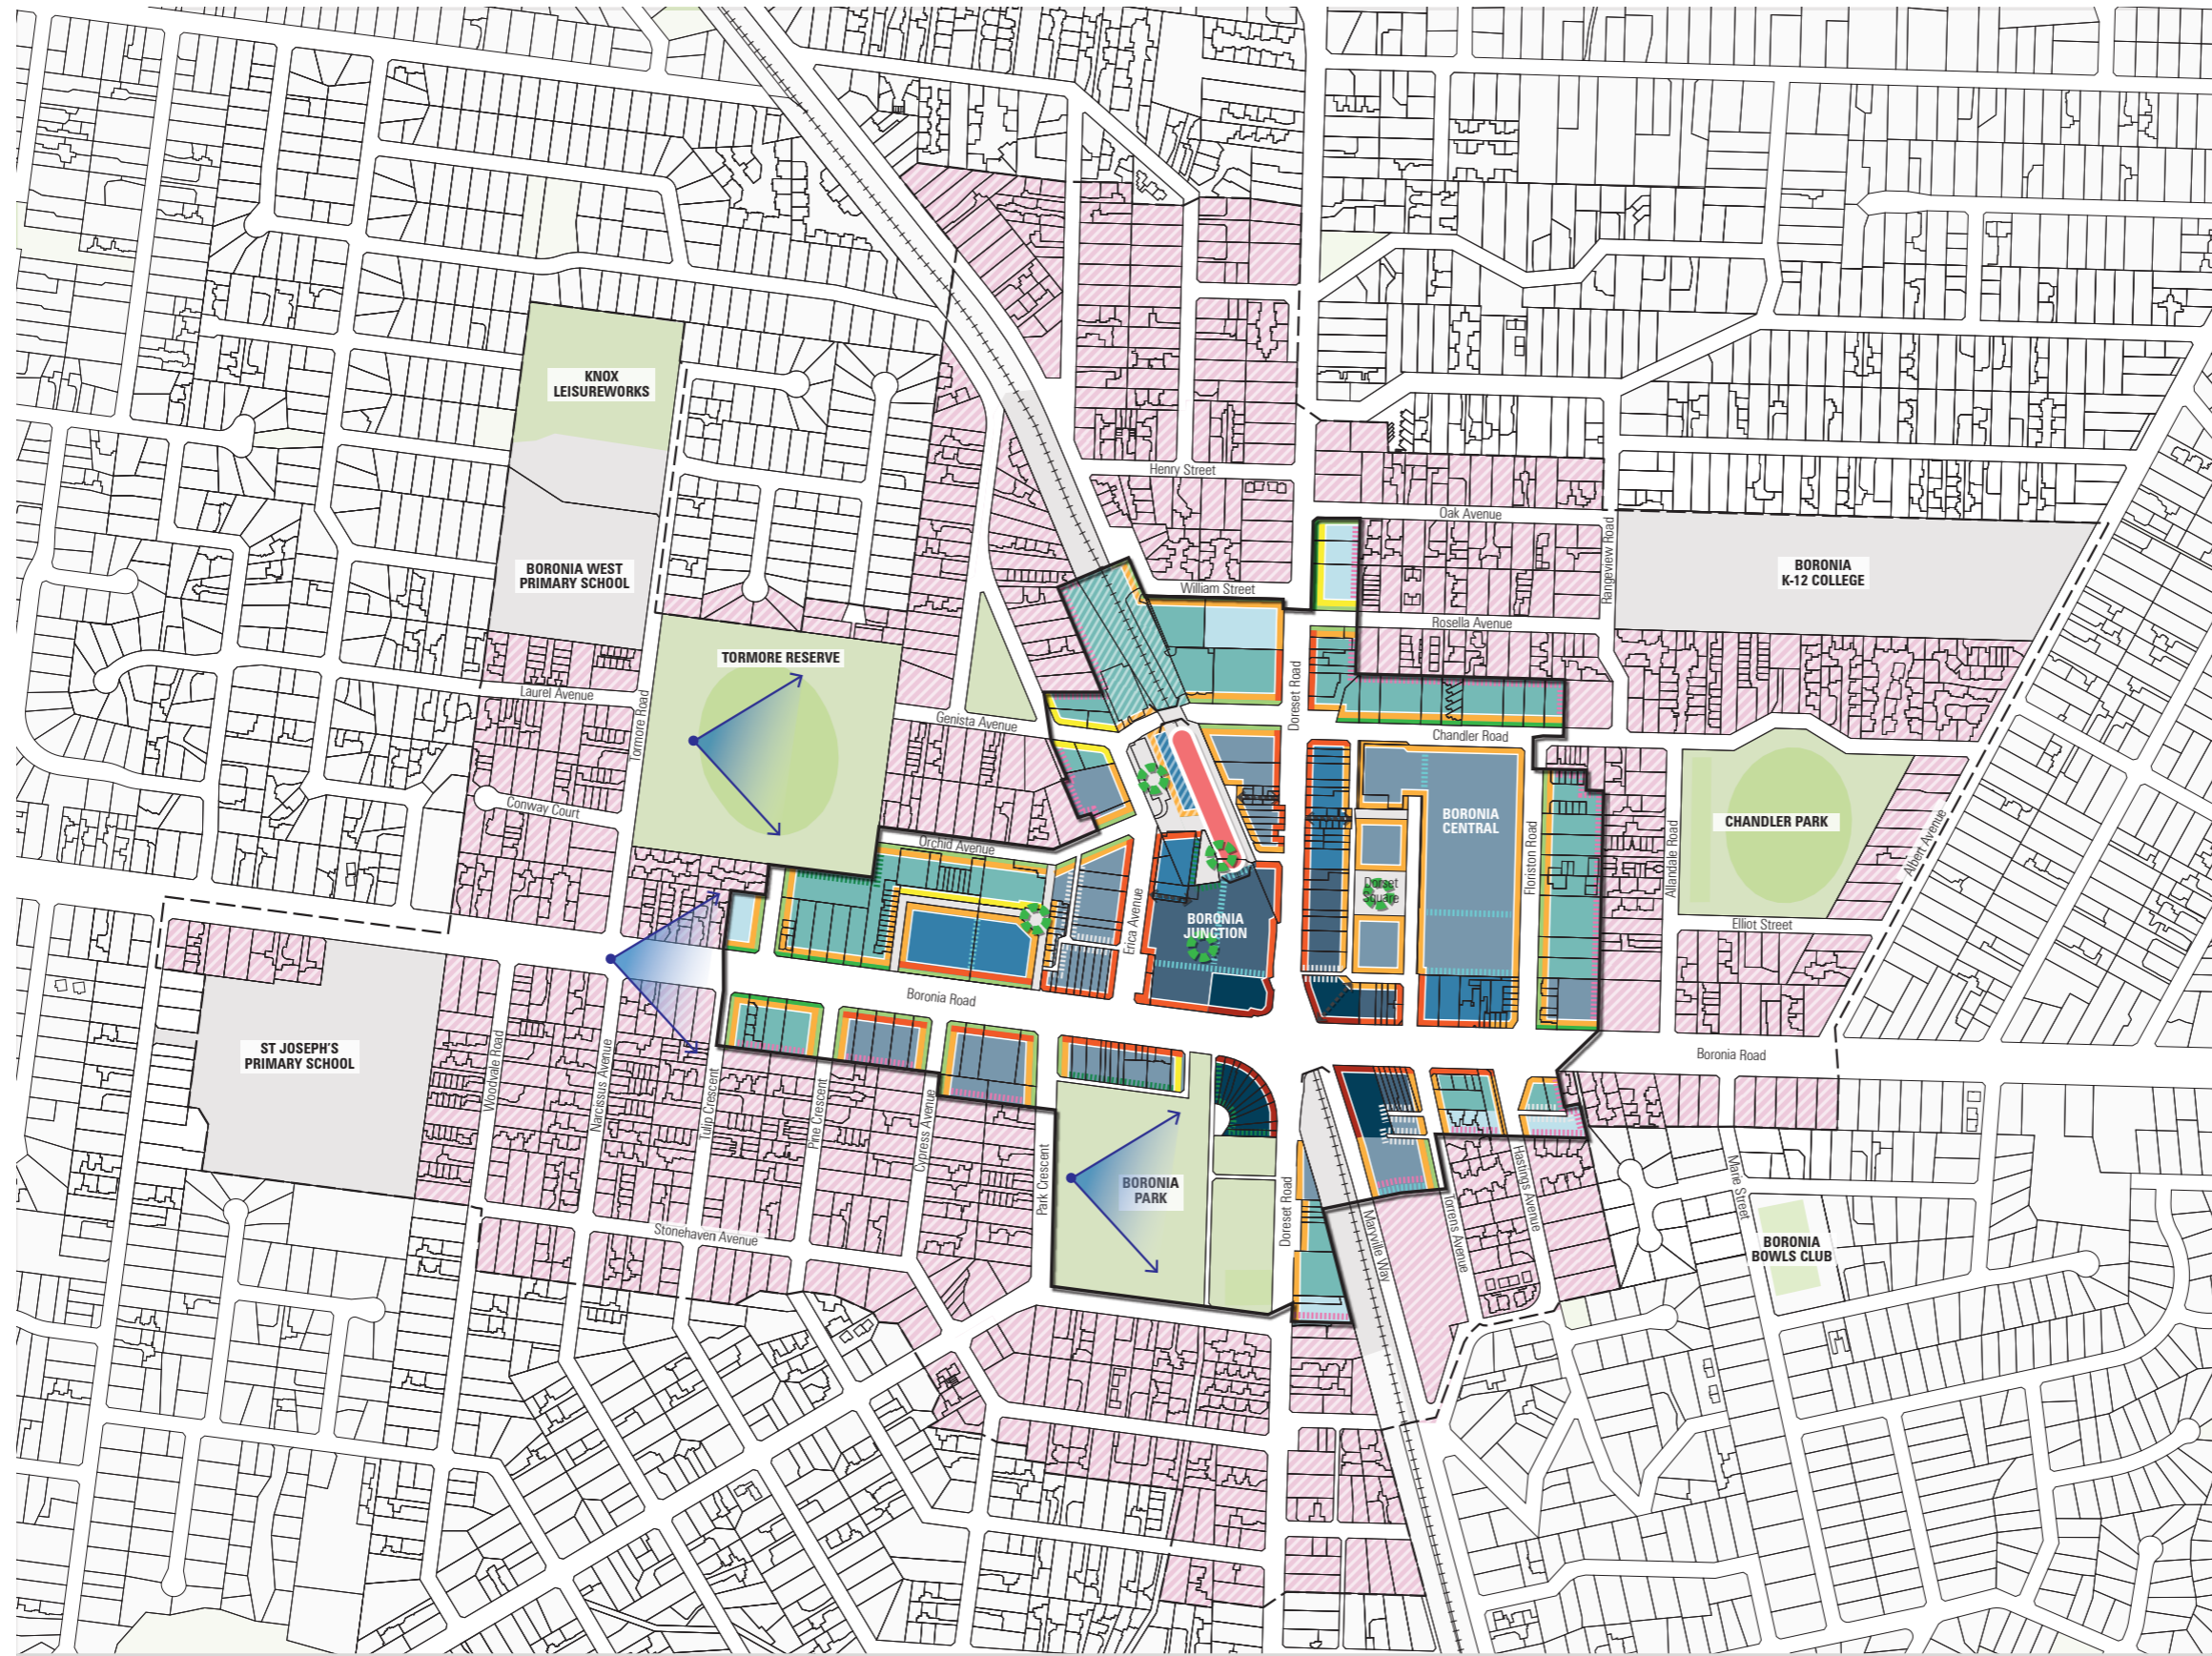 KNOX
LEISUREWORKS
Henry Street
Oak Avenue
Rangeview Road
BORONIA WEST
PRIMARY SCHOOL
BORONIA
K-12 COLLEGE
William Street
Rosella Avenue
TORMORE RESERVE
Laurel Avenue
Tormore Road
Genista Avenue
Doreset Road
Chandler Road
Conway Court
BORONIA
CENTRAL
CHANDLER PARK
Orchid Avenue
Floriston Road
Allandale Road
Albert Avenue
Dorset
Square
Erica Avenue
BORONIA
JUNCTION
Elliot Street
Boronia Road
ST JOSEPH'S
PRIMARY SCHOOL
Boronia Road
Woodvale Road
Narcissus Avenue
Tulip Crescent
Pine Crescent
Cypress Avenue
Park Crescent
BORONIA
PARK
Doreset Road
Maryville Way
Torrens Avenue
Hastings Avenue
Marie Street
Stonehaven Avenue
BORONIA
BOWLS CLUB